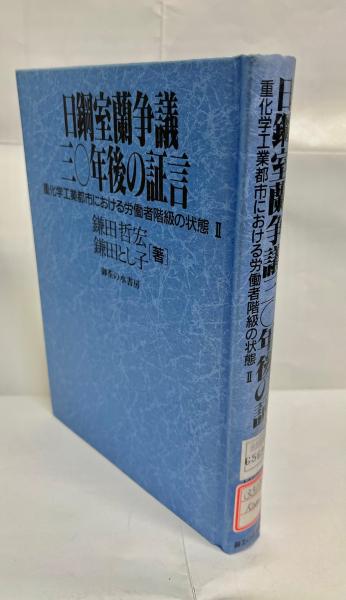 日鋼室蘭争議
三〇年後の証言
重化学工業都市における労働者階級の状態 Ⅱ
鎌田哲宏
鎌田とし子
[著]
御茶の水書房
日鋼室蘭争議三〇年後の証
重化学工業都市における労働者階級の状態 Ⅱ